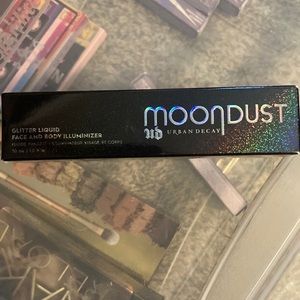 MOONDUST
UD URBAN DECAY
GLITTER LIQUID
FACE AND BODY ILLUMINIZER